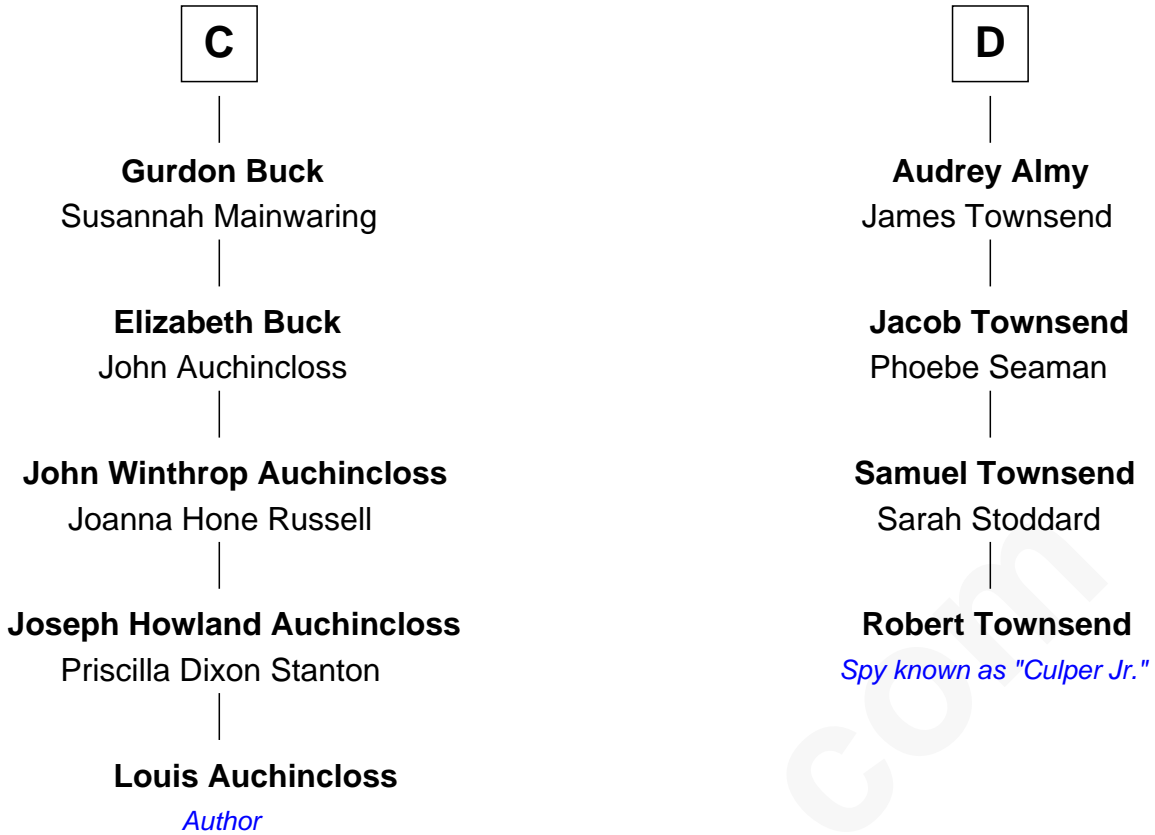 C
Gurdon Buck
Susannah Mainwaring
Elizabeth Buck
John Auchincloss
John Winthrop Auchincloss
Joanna Hone Russell
Joseph Howland Auchincloss
Priscilla Dixon Stanton
Louis Auchincloss
Author
D
Audrey Almy
James Townsend
Jacob Townsend
Phoebe Seaman
Samuel Townsend
Sarah Stoddard
Robert Townsend
Spy known as "Culper Jr."
com